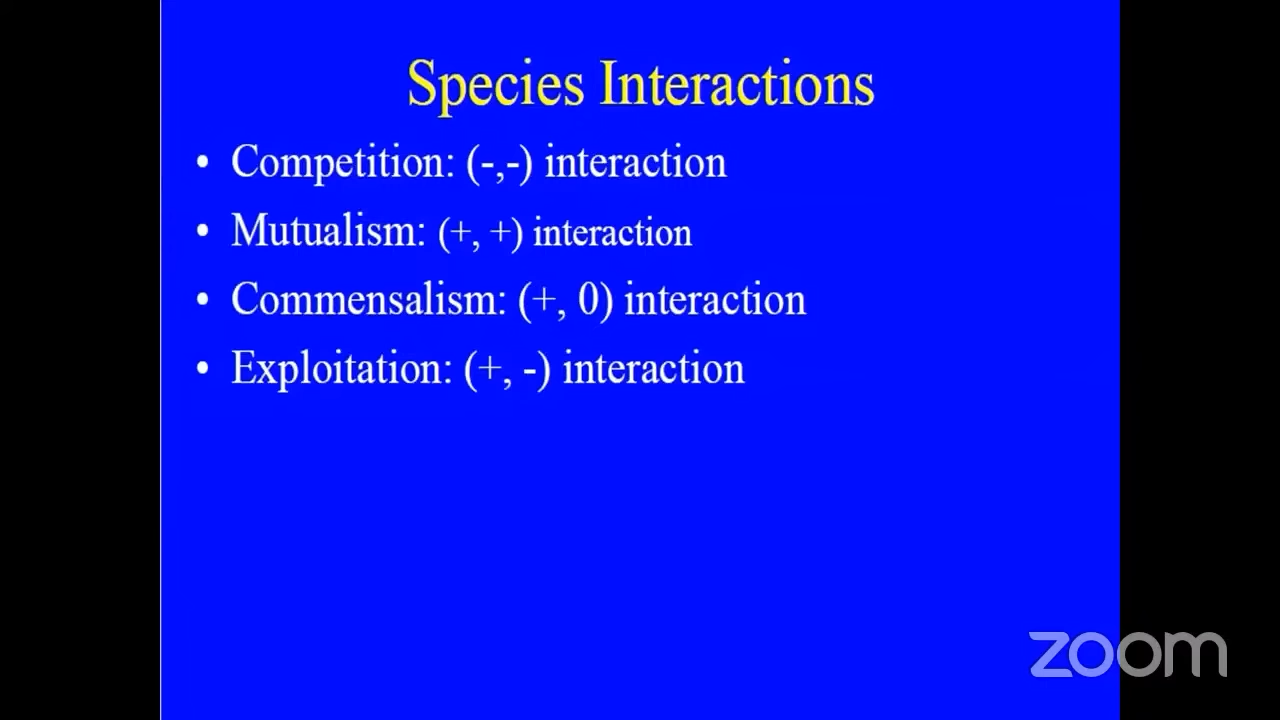 Species Interactions
• Competition: (-,-) interaction
• Mutualism: (+, +) interaction
• Commensalism: (+, 0) interaction
• Exploitation: (+, -) interaction
zoom